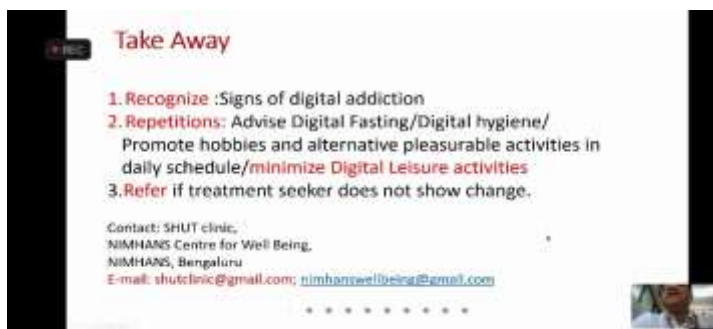 REC
Take Away
1. Recognize :Signs of digital addiction
2. Repetitions: Advise Digital Fasting/Digital hygiene/
Promote hobbies and alternative pleasurable activities in
daily schedule/minimize Digital Leisure activities
3.Refer if treatment seeker does not show change.
Contact: SHUT clinic,
NIMHANS Centre for Well Being,
NIMHANS, Bengaluru
E-mail: shutclinic@gmail.com; nimhanswellbeing@gmail.com